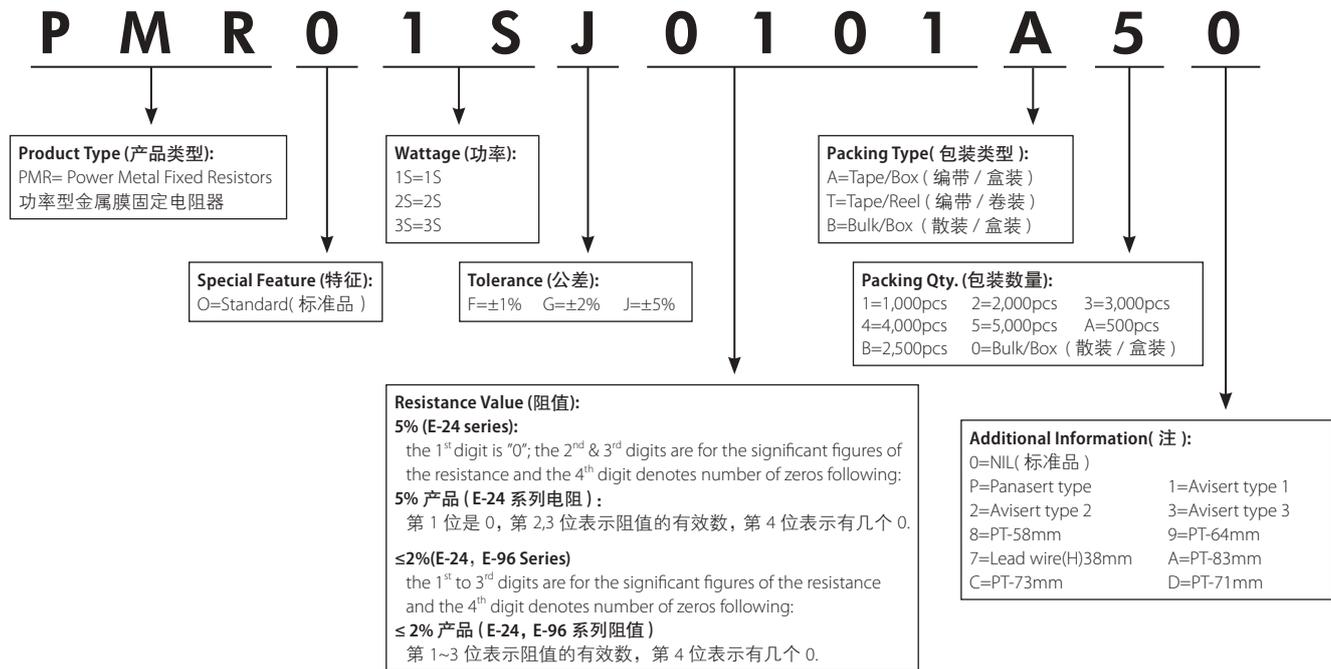 P M R 0 1 S J 0 1 0 1 A 5 0
Product Type (产品类型):
PMR= Power Metal Fixed Resistors
功率型金属膜固定电阻器
Wattage (功率):
1S=1S
2S=2S
3S=3S
Packing Type( 包装类型 ):
A=Tape/Box ( 编带 / 盒装 )
T=Tape/Reel ( 编带 / 卷装 )
B=Bulk/Box ( 散装 / 盒装 )
Special Feature (特征):
O=Standard( 标准品 )
Tolerance (公差):
F=±1% G=±2% J=±5%
Packing Qty. (包装数量):
1=1,000pcs 2=2,000pcs 3=3,000pcs
4=4,000pcs 5=5,000pcs A=500pcs
B=2,500pcs 0=Bulk/Box ( 散装 / 盒装 )
Resistance Value (阻值):
5% (E-24 series):
the 1st digit is "0"; the 2nd & 3rd digits are for the significant figures of
the resistance and the 4th digit denotes number of zeros following:
5% 产品 ( E-24 系列电阻 ) :
第 1 位是 0, 第 2,3 位表示阻值的有效数, 第 4 位表示有几个 0.
≤2%(E-24, E-96 Series)
the 1st to 3rd digits are for the significant figures of the resistance
and the 4th digit denotes number of zeros following:
≤ 2% 产品 ( E-24, E-96 系列阻值 )
第 1~3 位表示阻值的有效数, 第 4 位表示有几个 0.
Additional Information( 注 ):
0=NIL( 标准品 )
P=Panasert type 1=Avisert type 1
2=Avisert type 2 3=Avisert type 3
8=PT-58mm 9=PT-64mm
7=Lead wire(H)38mm A=PT-83mm
C=PT-73mm D=PT-71mm